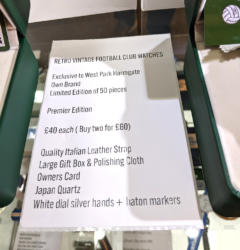 RETRO VINTAGE FOOTBALL CLUB WATCHES
Exclusive to West Park Harrogate
Own Brand
Limited Edition of 50 pieces
Premier Edition
£40 each ( Buy two for £60)
Quality Italian Leather Strap
Large Gift Box & Polishing Cloth
Owners Card
Japan Quartz
White dial silver hands + baton markers